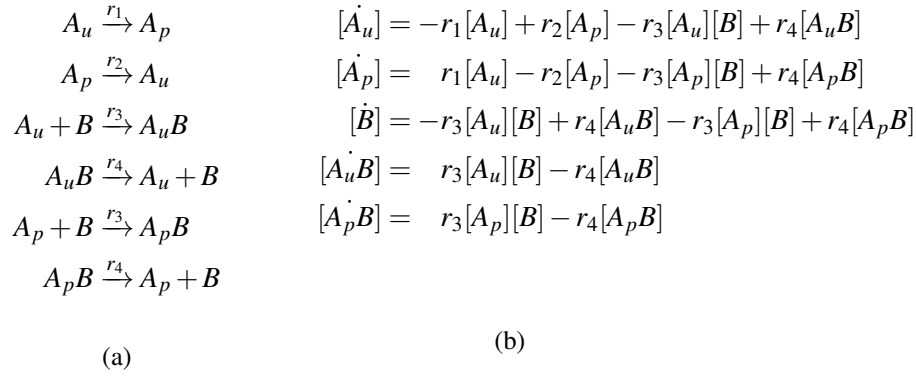 A_u \xrightarrow{r_1} A_p
A_p \xrightarrow{r_2} A_u
A_u + B \xrightarrow{r_3} A_uB
A_uB \xrightarrow{r_4} A_u + B
A_p + B \xrightarrow{r_3} A_pB
A_pB \xrightarrow{r_4} A_p + B
(a)
\dot{[A_u]} = -r_1[A_u] + r_2[A_p] - r_3[A_u][B] + r_4[A_uB]
\dot{[A_p]} = r_1[A_u] - r_2[A_p] - r_3[A_p][B] + r_4[A_pB]
\dot{[B]} = -r_3[A_u][B] + r_4[A_uB] - r_3[A_p][B] + r_4[A_pB]
\dot{[A_uB]} = r_3[A_u][B] - r_4[A_uB]
\dot{[A_pB]} = r_3[A_p][B] - r_4[A_pB]
(b)